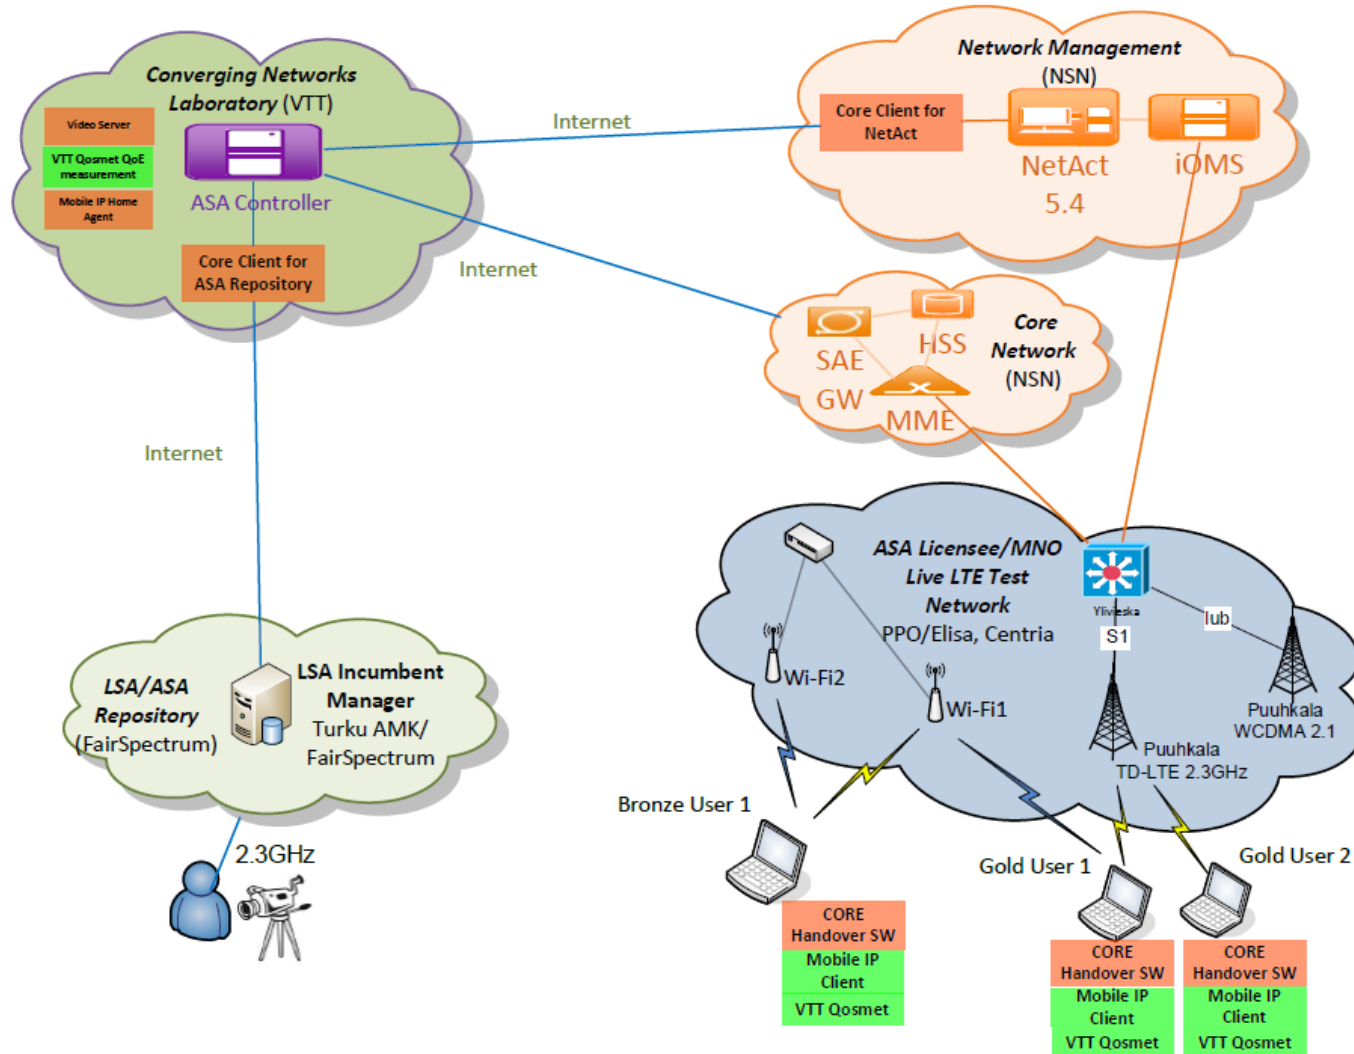 Converging Networks
Laboratory (VTT)
Video Server
VTT Qosmet QoE
measurement
Mobile IP Home
Agent
ASA Controller
Core Client for
ASA Repository
Internet
Internet
Internet
Network Management
(NSN)
Core Client for
NetAct
NetAct
5.4
iOMS
Core
Network
(NSN)
SAE
GW
HSS
MME
ASA Licensee/MNO
Live LTE Test
Network
PPO/Elisa, Centria
Ylivieska
S1
Iub
Wi-Fi2
Wi-Fi1
Puuhkala
WCDMA 2.1
Puuhkala
TD-LTE 2.3GHz
LSA/ASA
Repository
(FairSpectrum)
LSA Incumbent
Manager
Turku AMK/
FairSpectrum
2.3GHz
Bronze User 1
CORE
Handover SW
Mobile IP
Client
VTT Qosmet
Gold User 1
CORE
Handover SW
Mobile IP
Client
VTT Qosmet
Gold User 2
CORE
Handover SW
Mobile IP
Client
VTT Qosmet